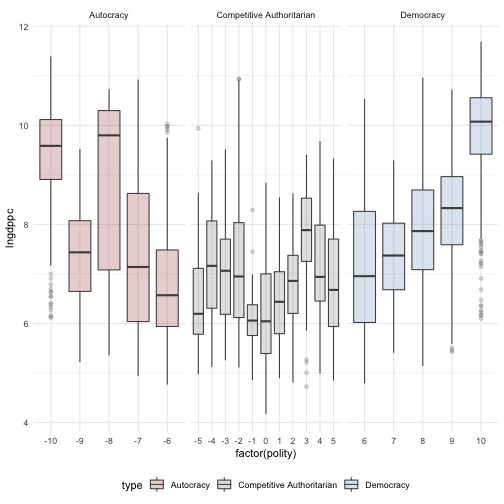 Autocracy Competitive Authoritarian Democracy
12
10
8
6
4
lngdppc
-10 -9 -8 -7 -6 -5 -4 -3 -2 -1 0 1 2 3 4 5 6 7 8 9 10
factor(polity)
type Autocracy Competitive Authoritarian Democracy